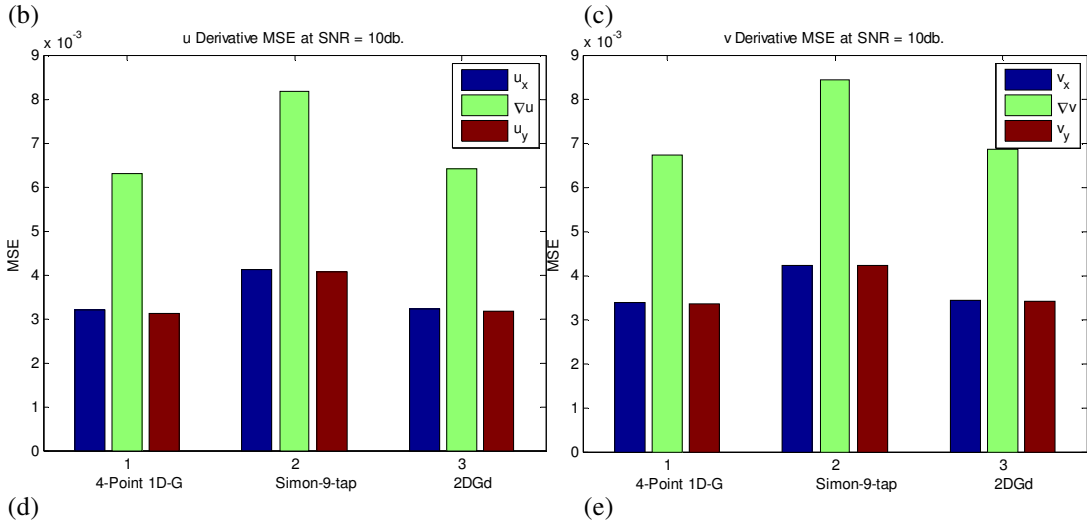 (b)
(c)
x 10⁻³
u Derivative MSE at SNR = 10db.
9
8
7
6
5
4
3
2
1
0
MSE
u_x
∇u
u_y
1
2
3
4-Point 1D-G
Simon-9-tap
2DGd
x 10⁻³
v Derivative MSE at SNR = 10db.
9
8
7
6
5
4
3
2
1
0
MSE
v_x
∇v
v_y
1
2
3
4-Point 1D-G
Simon-9-tap
2DGd
(d)
(e)